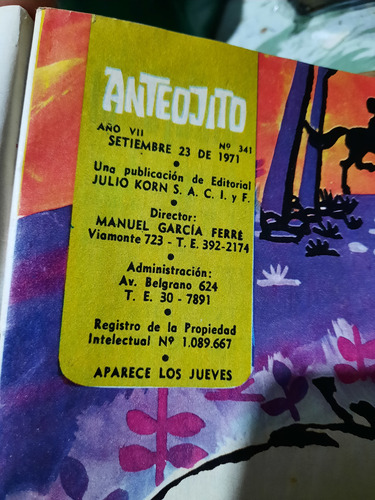 ANTEOJITO
AÑO VII Nº 341
SETIEMBRE 23 DE 1971
Una publicación de Editorial
JULIO KORN S. A. C. I. y F.
Director:
MANUEL GARCÍA FERRÉ
Viamonte 723 - T. E. 392-2174
Administración:
Av. Belgrano 624
T. E. 30 - 7891
Registro de la Propiedad
Intelectual Nº 1.089.667
APARECE LOS JUEVES